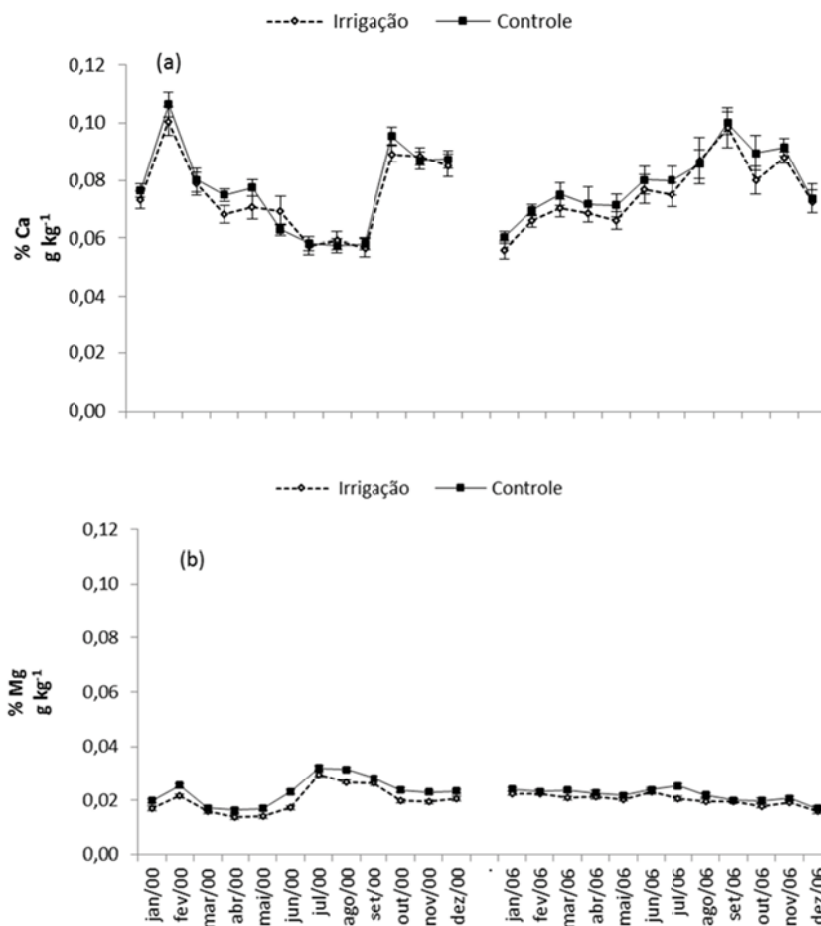 Irrigação Controle
(a)
0,12
0,10
0,08
0,06
0,04
0,02
0,00
% Ca
g kg-1
Irrigação Controle
(b)
0,12
0,10
0,08
0,06
0,04
0,02
0,00
% Mg
g kg-1
jan/00
fev/00
mar/00
abr/00
mai/00
jun/00
jul/00
ago/00
set/00
out/00
nov/00
dez/00
.
jan/06
fev/06
mar/06
abr/06
mai/06
jun/06
jul/06
ago/06
set/06
out/06
nov/06
dez/06